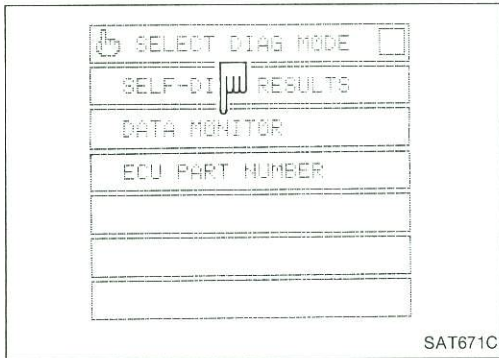 SELECT DIAG MODE
SELF-DI RESULTS
DATA MONITOR
ECU PART NUMBER
SAT671C